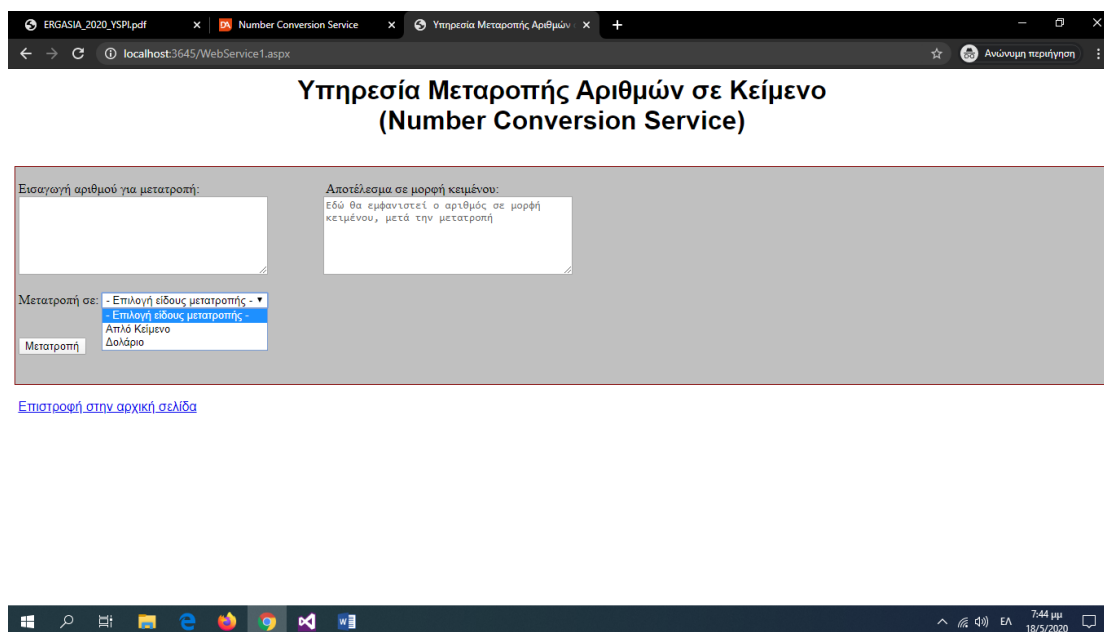 ERGASIA_2020_YSPI.pdf
Number Conversion Service
Υπηρεσία Μεταροπής Αριθμών
localhost:3645/WebService1.aspx
Ανώνυμη περιήγηση
Υπηρεσία Μεταροπής Αριθμών σε Κείμενο
(Number Conversion Service)
Εισαγωγή αριθμού για μετατροπή:
Αποτέλεσμα σε μορφή κειμένου:
Εδώ θα εμφανιστεί ο αριθμός σε μορφή
κειμένου, μετά την μετατροπή
Μετατροπή σε: - Επιλογή είδους μετατροπής -
- Επιλογή είδους μετατροπής -
Απλό Κείμενο
Δολάριο
Μετατροπή
Επιστροφή στην αρχική σελίδα
ΕΛ
7:44 μμ
18/5/2020